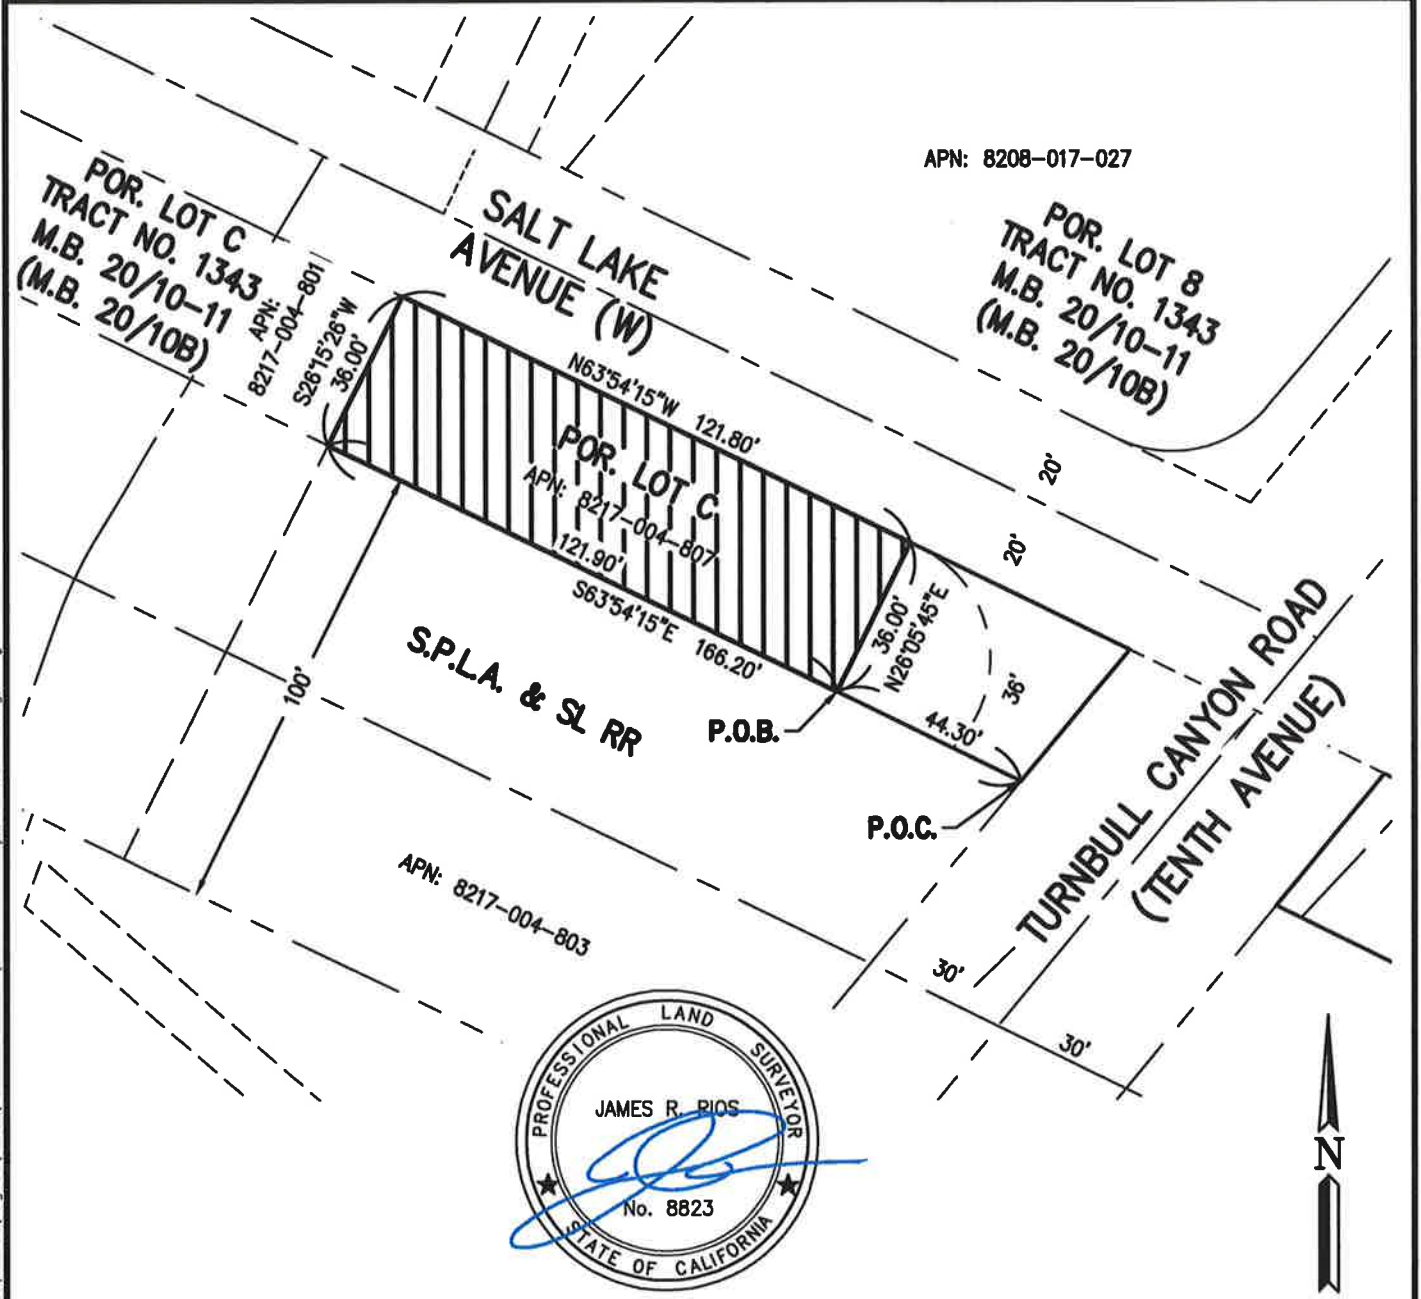 APN: 8208-017-027
POR. LOT C
TRACT NO. 1343
M.B. 20/10-11
(M.B. 20/10B)
APN:
8217-004-801
S26°15'26"W
36.00'
SALT LAKE
AVENUE (W)
POR. LOT 8
TRACT NO. 1343
M.B. 20/10-11
(M.B. 20/10B)
N63°54'15"W 121.80'
POR. LOT C
APN: 8217-004-807
121.90'
S63°54'15"E 166.20'
20'
20'
36.00'
N26°05'45"E
36'
44.30'
100'
S.P.L.A. & SL RR
P.O.B.
P.O.C.
TURNBULL CANYON ROAD
(TENTH AVENUE)
APN: 8217-004-803
30'
30'
PROFESSIONAL LAND SURVEYOR
JAMES R. RIOS
No. 8823
STATE OF CALIFORNIA
N